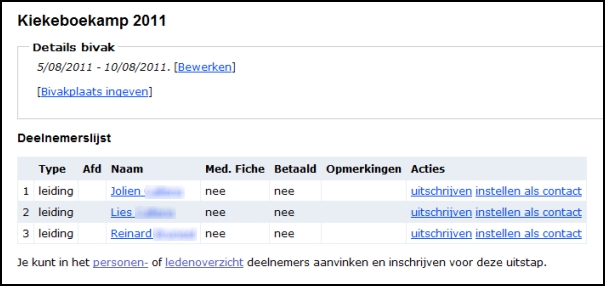 Kiekeboekamp 2011
Details bivak
5/08/2011 - 10/08/2011. [Bewerken]
[Bivakplaats ingeven]
Deelnemerslijst
Type Afd Naam Med. Fiche Betaald Opmerkingen Acties
1 leiding Jolien nee nee uitschrijven instellen als contact
2 leiding Lies nee nee uitschrijven instellen als contact
3 leiding Reinard nee nee uitschrijven instellen als contact
Je kunt in het personen- of ledenoverzicht deelnemers aanvinken en inschrijven voor deze uitstap.